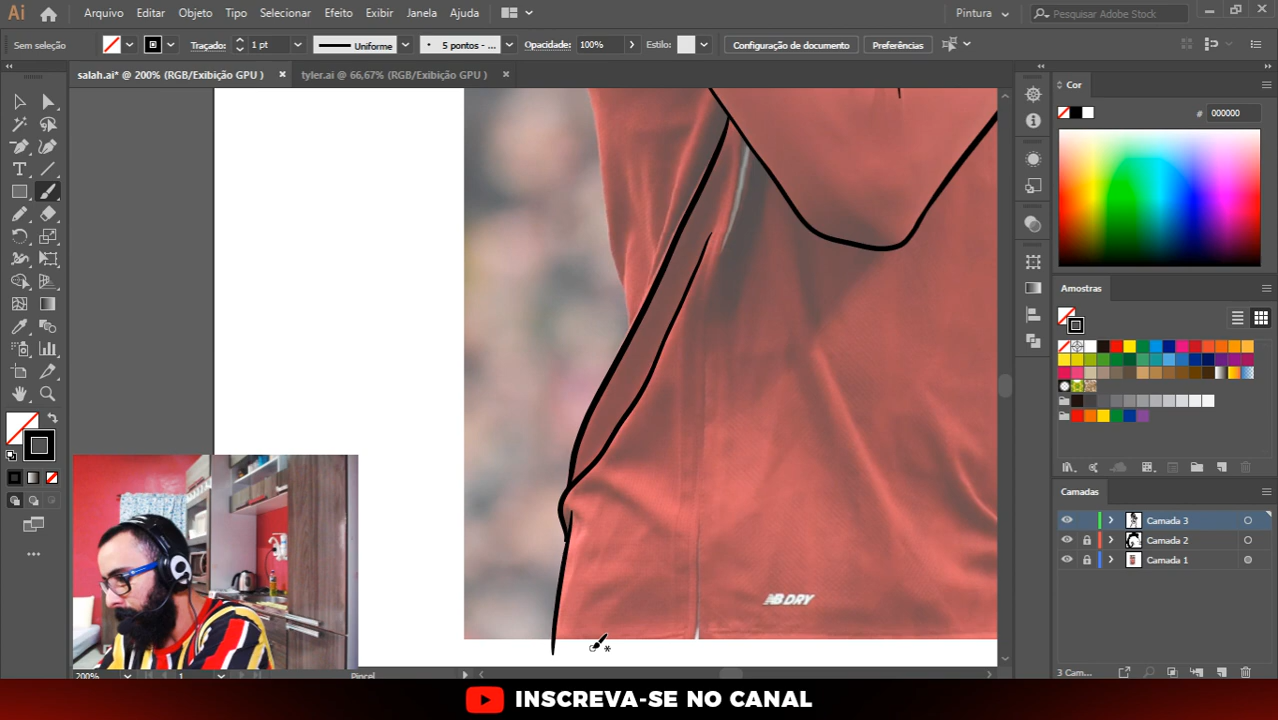 Ai Arquivo Editar Objeto Tipo Selecionar Efeito Exibir Janela Ajuda Pintura Pesquisar Adobe Stock
Sem seleção Traçado: 1 pt Uniforme 5 pontos - ... Opacidade: 100% Estilo: Configuração de documento Preferências
salah.ai* @ 200% (RGB/Exibição GPU ) × tyler.ai @ 66,67% (RGB/Exibição GPU ) ×
Cor
# 000000
Amostras
Camadas
Camada 3
Camada 2
Camada 1
NB DRY
200% 1 Pincel 3 Cam...
INSCREVA-SE NO CANAL